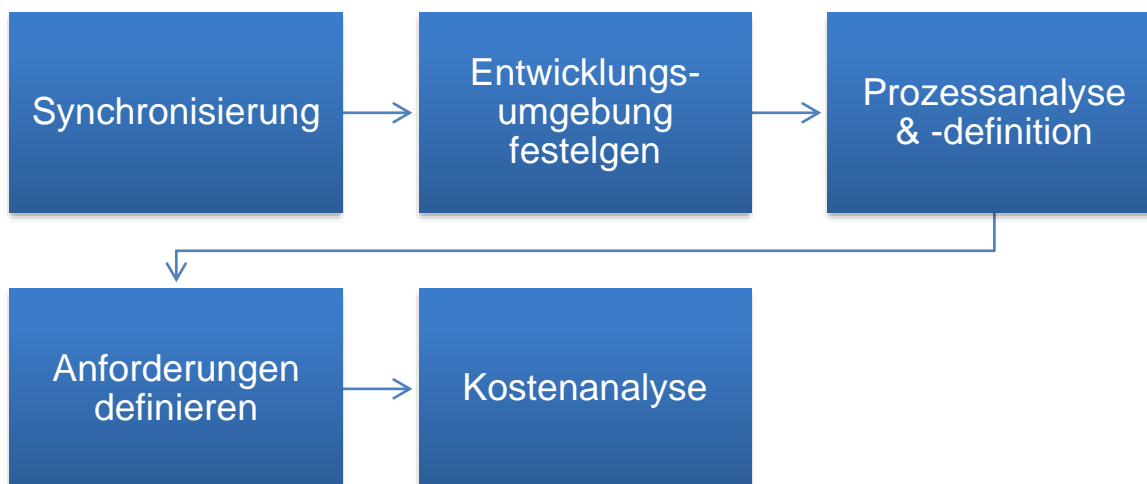 Synchronisierung
Entwicklungs-
umgebung
festelgen
Prozessanalyse
& -definition
Anforderungen
definieren
Kostenanalyse